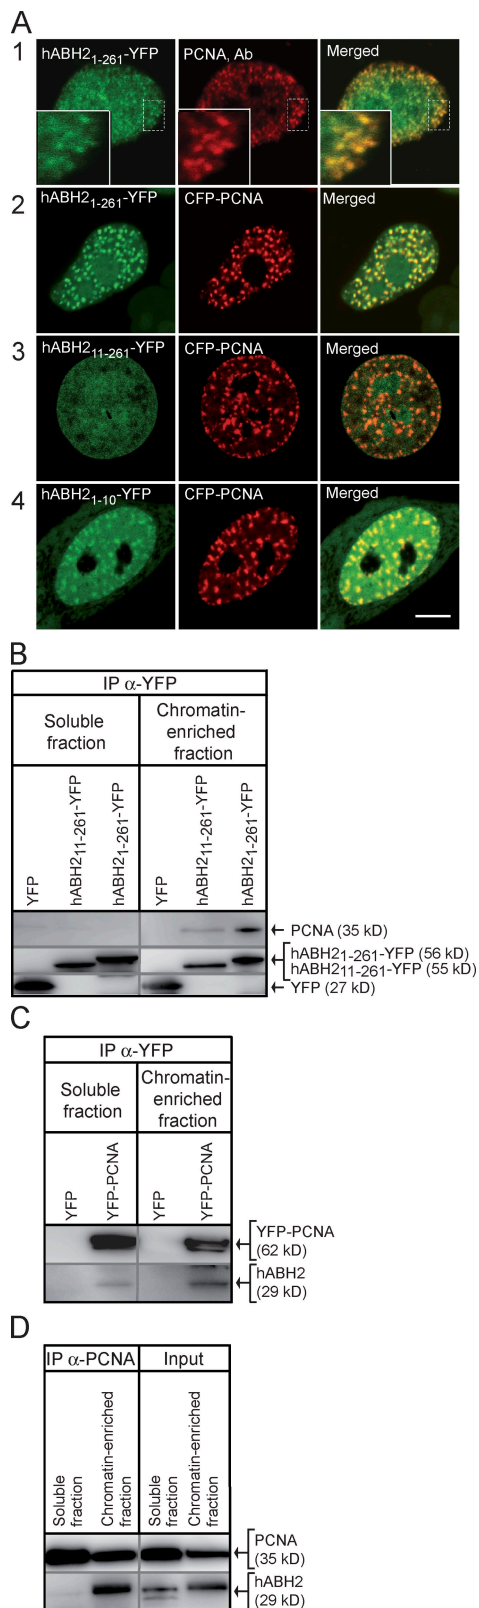 A
1
hABH21-261-YFP PCNA, Ab Merged
2
hABH21-261-YFP CFP-PCNA Merged
3
hABH211-261-YFP CFP-PCNA Merged
4
hABH21-10-YFP CFP-PCNA Merged
B
IP α-YFP
Soluble fraction
Chromatin-enriched fraction
YFP
hABH211-261-YFP
hABH21-261-YFP
YFP
hABH211-261-YFP
hABH21-261-YFP
PCNA (35 kD)
hABH21-261-YFP (56 kD)
hABH211-261-YFP (55 kD)
YFP (27 kD)
C
IP α-YFP
Soluble fraction
Chromatin-enriched fraction
YFP
YFP-PCNA
YFP
YFP-PCNA
YFP-PCNA
(62 kD)
hABH2
(29 kD)
D
IP α-PCNA Input
Soluble fraction
Chromatin-enriched fraction
Soluble fraction
Chromatin-enriched fraction
PCNA
(35 kD)
hABH2
(29 kD)